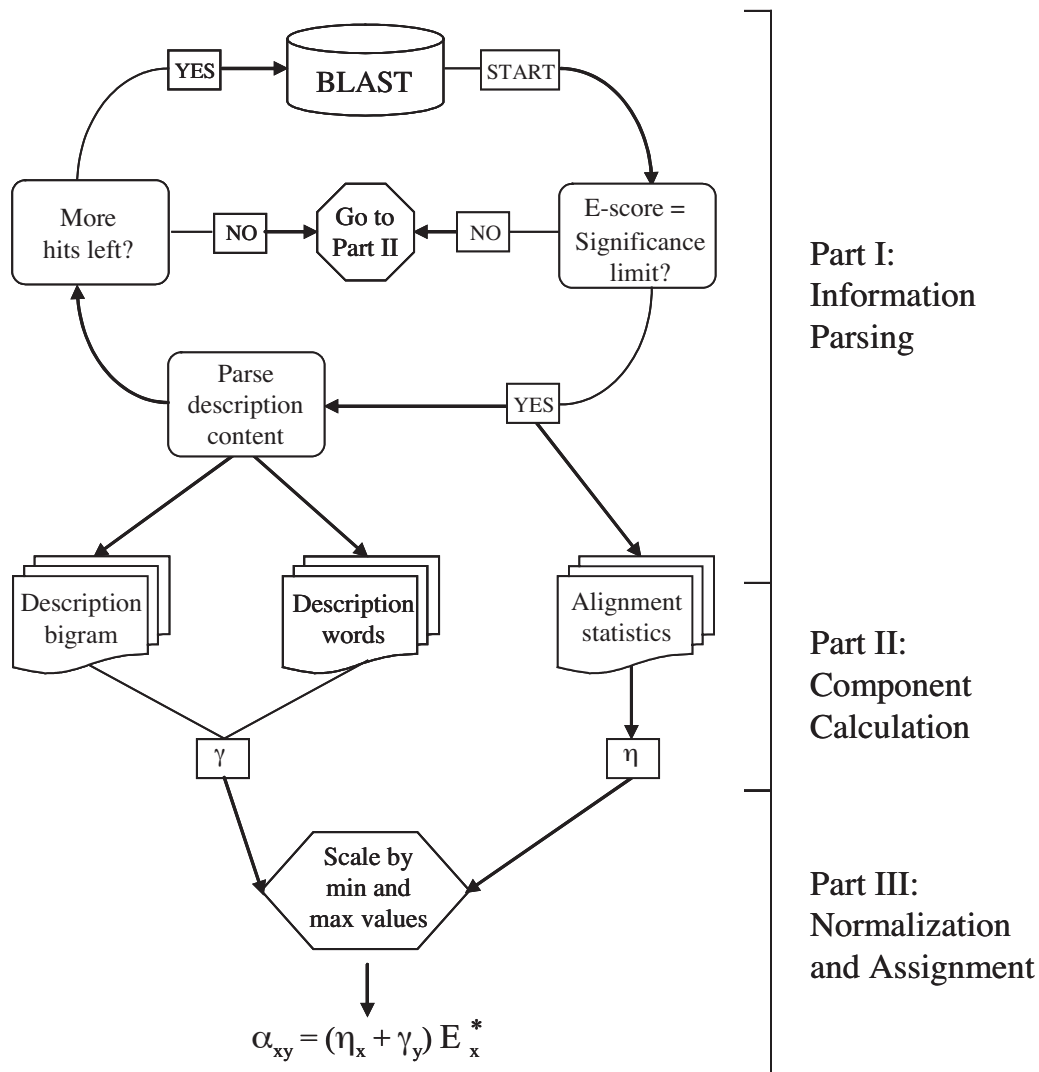 YES
BLAST
START
More
hits left?
NO
Go to
Part II
NO
E-score =
Significance
limit?
Parse
description
content
YES
Description
bigram
Description
words
Alignment
statistics
γ
η
Scale by
min and
max values
α_xy = (η_x + γ_y) E_x^*
Part I:
Information
Parsing
Part II:
Component
Calculation
Part III:
Normalization
and Assignment